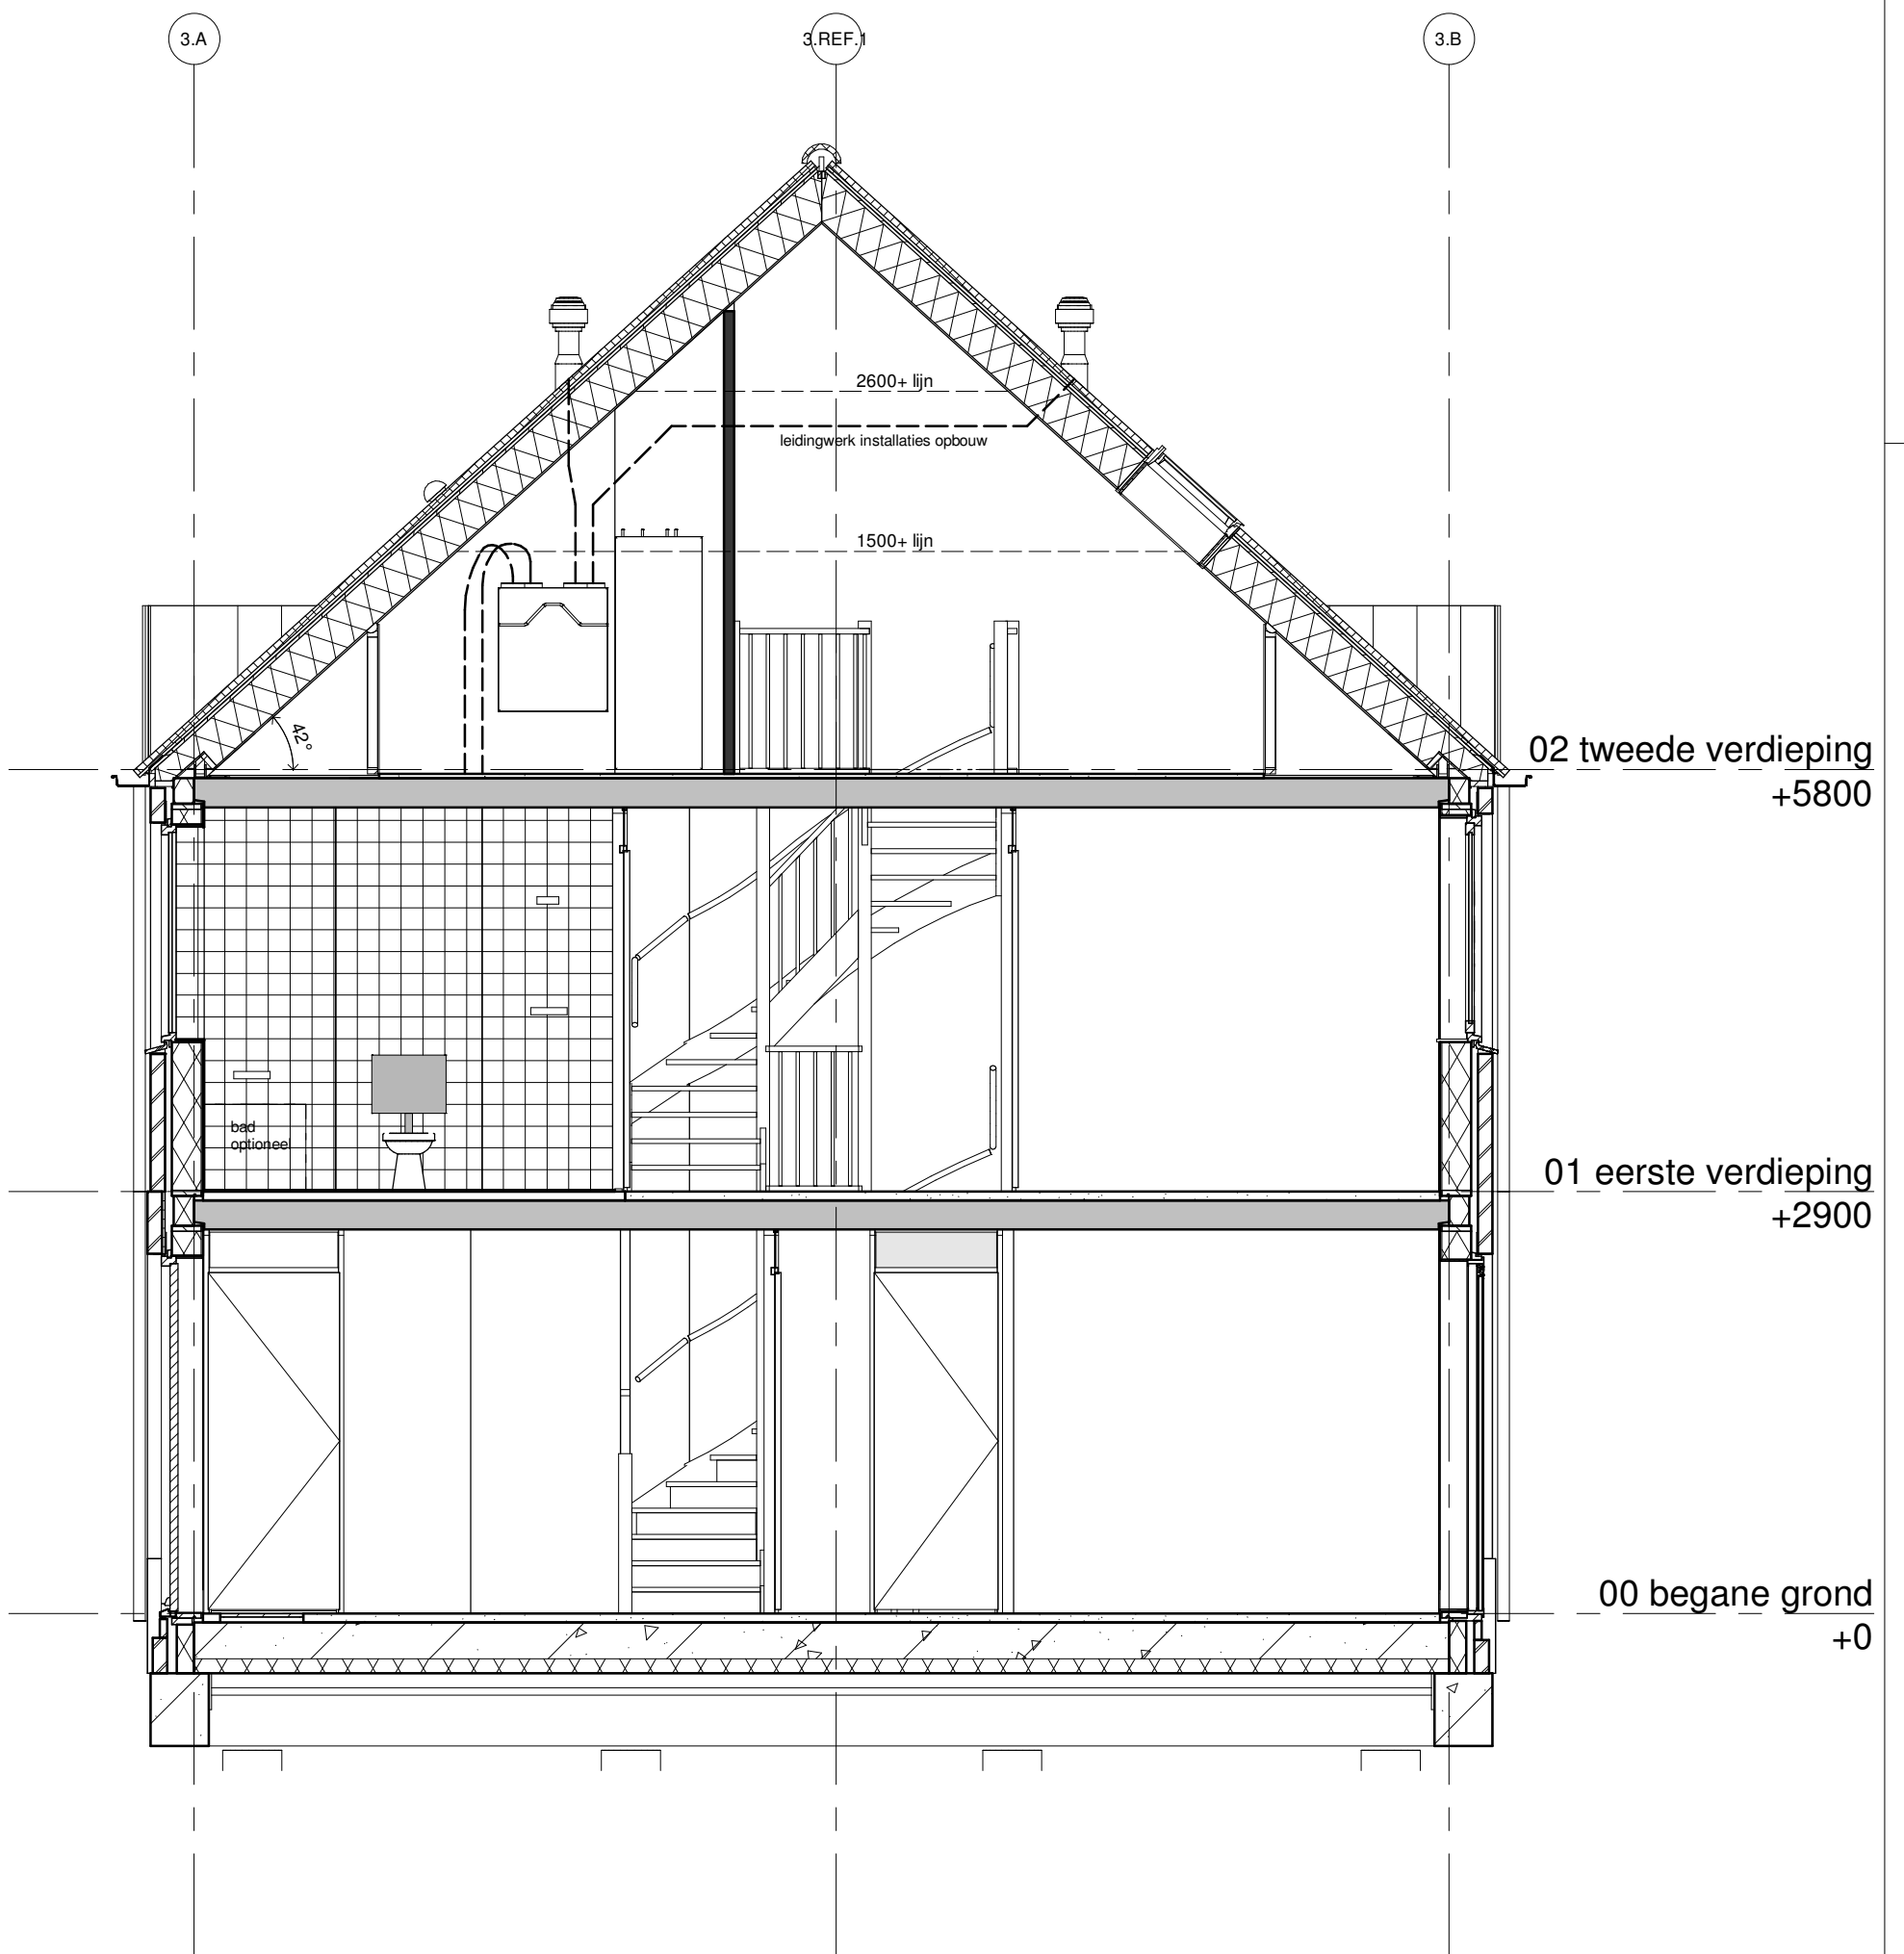 3.A
3.REF.1
3.B
2600+ lijn
leidingwerk installaties opbouw
1500+ lijn
42°
02 tweede verdieping
+5800
bad
optioneel
01 eerste verdieping
+2900
00 begane grond
+0